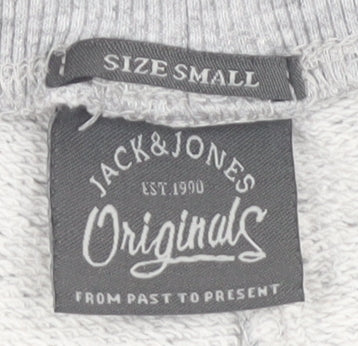 SIZE SMALL
JACK&JONES
EST.1990
Originals
FROM PAST TO PRESENT